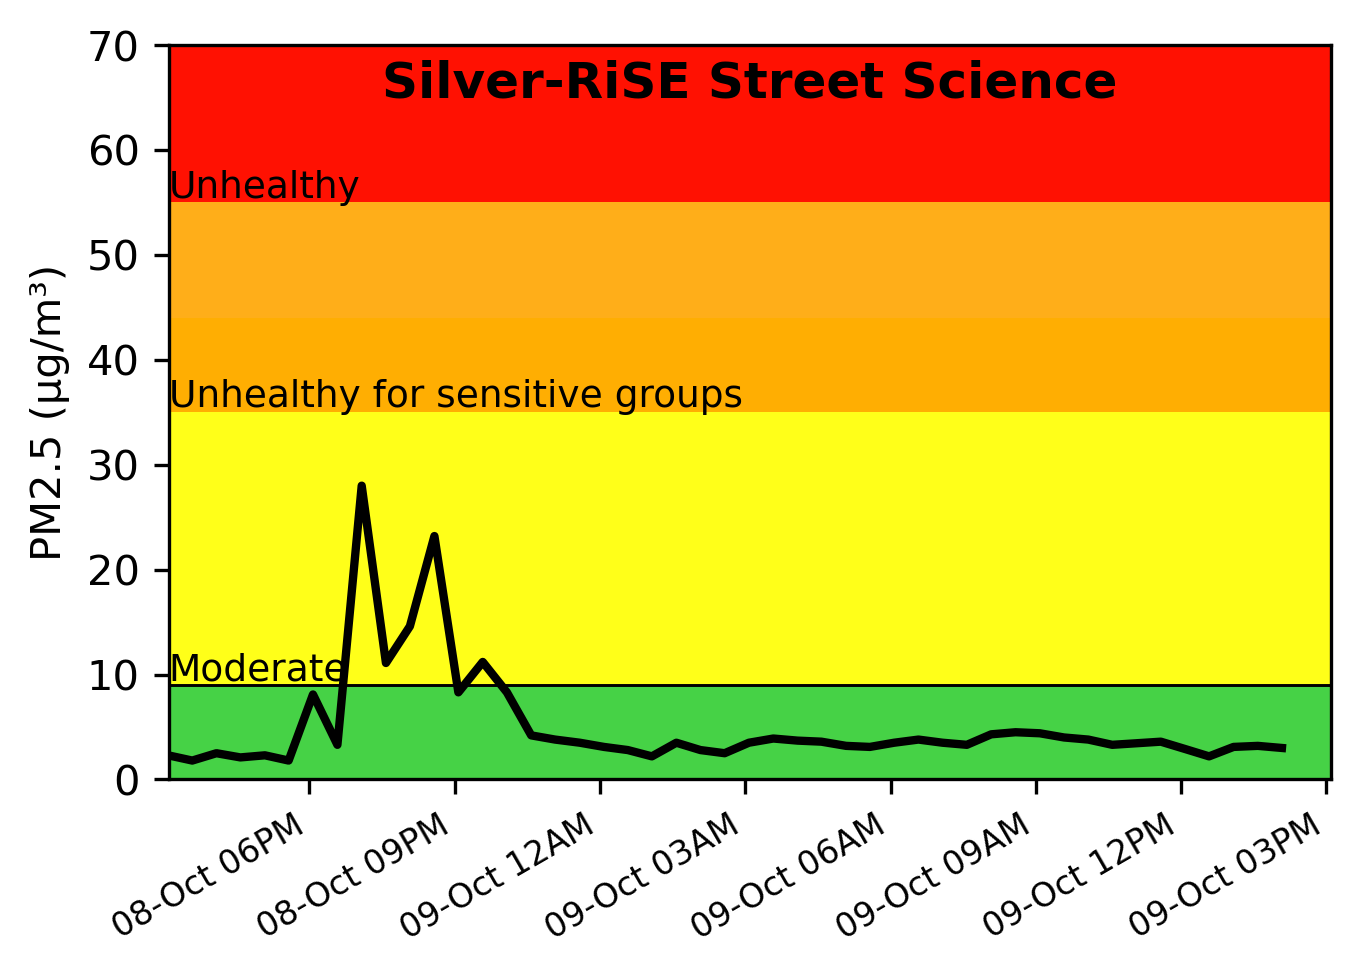 Silver-RiSE Street Science
70
60
50
40
30
20
10
0
PM2.5 (µg/m³)
Unhealthy
Unhealthy for sensitive groups
Moderate
08-Oct 06PM
08-Oct 09PM
09-Oct 12AM
09-Oct 03AM
09-Oct 06AM
09-Oct 09AM
09-Oct 12PM
09-Oct 03PM